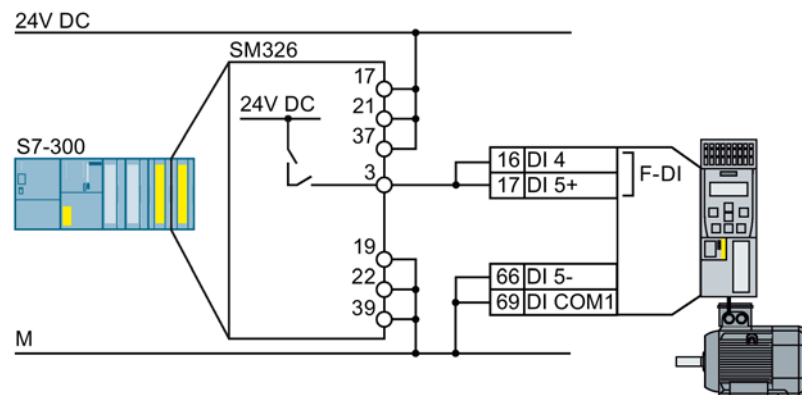 24V DC
SM326
17
21
24V DC
37
S7-300
3
16 DI 4
17 DI 5+
F-DI
19
22
39
66 DI 5-
69 DI COM1
M